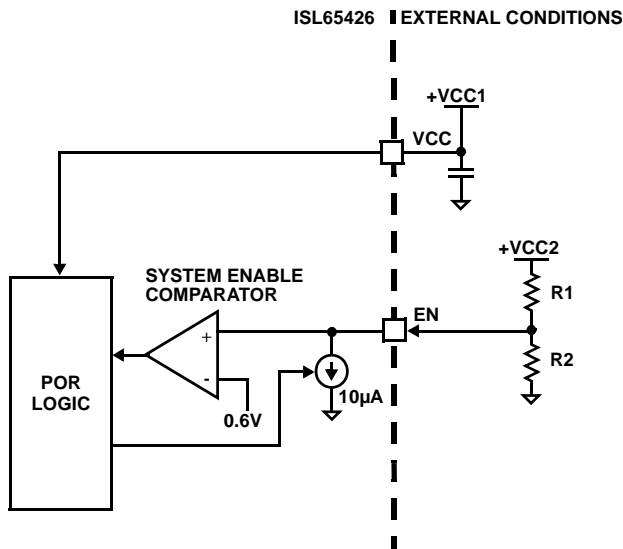 ISL65426
EXTERNAL CONDITIONS
+VCC1
VCC
+VCC2
R1
SYSTEM ENABLE
COMPARATOR
EN
+
R2
-
POR
LOGIC
10µA
0.6V